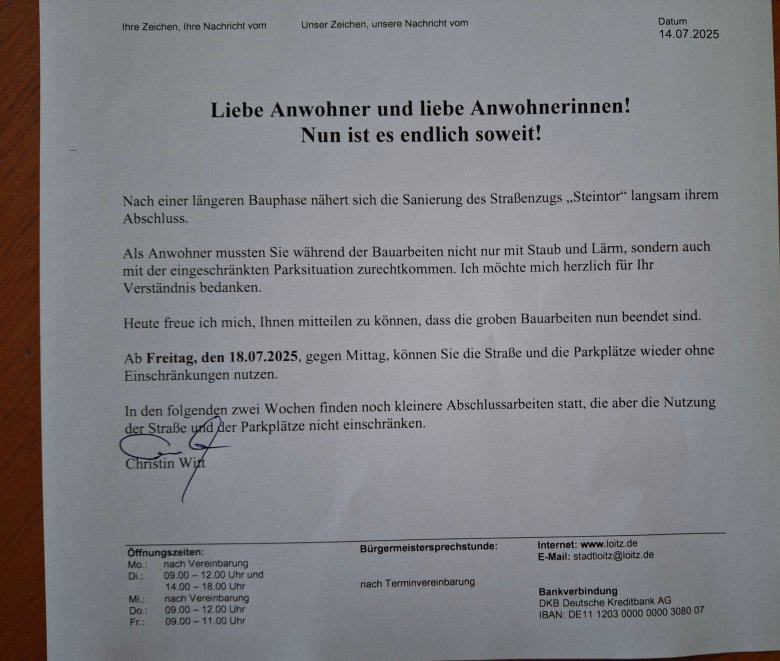 Ihre Zeichen, Ihre Nachricht vom Unser Zeichen, unsere Nachricht vom Datum
14.07.2025
Liebe Anwohner und liebe Anwohnerinnen!
Nun ist es endlich soweit!
Nach einer längeren Bauphase nähert sich die Sanierung des Straßenzugs „Steintor“ langsam ihrem
Abschluss.
Als Anwohner mussten Sie während der Bauarbeiten nicht nur mit Staub und Lärm, sondern auch
mit der eingeschränkten Parksituation zurechtkommen. Ich möchte mich herzlich für Ihr
Verständnis bedanken.
Heute freue ich mich, Ihnen mitteilen zu können, dass die groben Bauarbeiten nun beendet sind.
Ab Freitag, den 18.07.2025, gegen Mittag, können Sie die Straße und die Parkplätze wieder ohne
Einschränkungen nutzen.
In den folgenden zwei Wochen finden noch kleinere Abschlussarbeiten statt, die aber die Nutzung
der Straße und der Parkplätze nicht einschränken.
Christin Witt
Öffnungszeiten:
Mo.: nach Vereinbarung
Di.: 09.00 – 12.00 Uhr und
14.00 – 18.00 Uhr
Mi.: nach Vereinbarung
Do.: 09.00 – 12.00 Uhr
Fr.: 09.00 – 11.00 Uhr
Bürgermeistersprechstunde:
nach Terminvereinbarung
Internet: www.loitz.de
E-Mail: stadtloitz@loitz.de
Bankverbindung
DKB Deutsche Kreditbank AG
IBAN: DE11 1203 0000 0000 3080 07